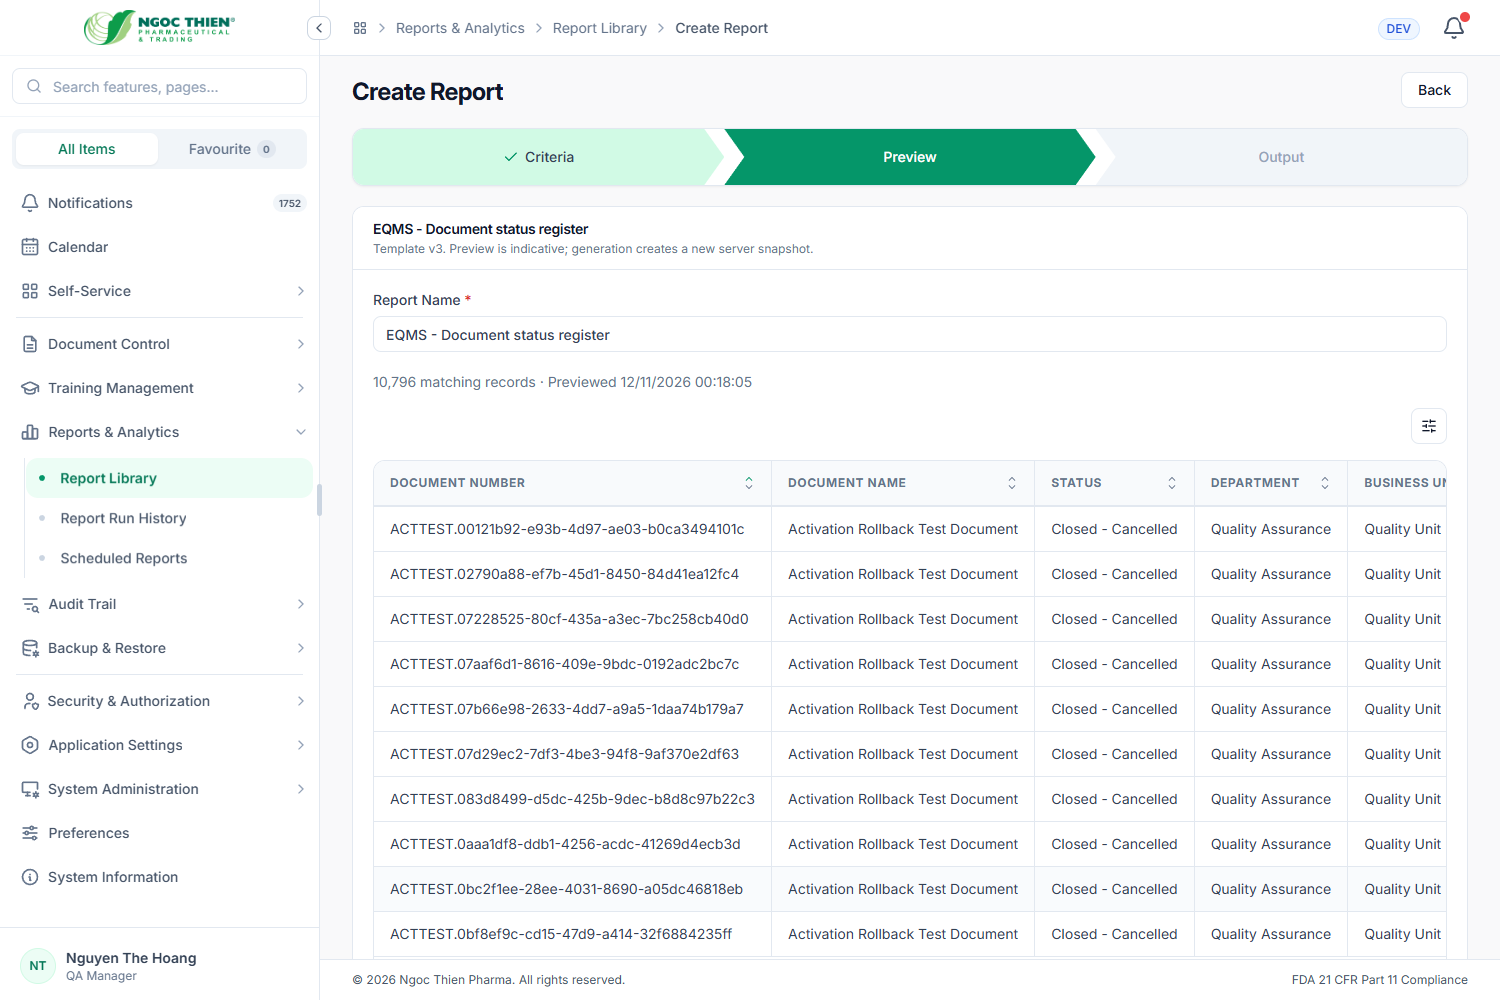 NGOC THIEN®
PHARMACEUTICAL
& TRADING
Search features, pages...
All Items
Favourite 0
Notifications 1752
Calendar
Self-Service
Document Control
Training Management
Reports & Analytics
Report Library
Report Run History
Scheduled Reports
Audit Trail
Backup & Restore
Security & Authorization
Application Settings
System Administration
Preferences
System Information
NT
Nguyen The Hoang
QA Manager
Reports & Analytics > Report Library > Create Report
DEV
Create Report
Back
Criteria
Preview
Output
EQMS - Document status register
Template v3. Preview is indicative; generation creates a new server snapshot.
Report Name *
EQMS - Document status register
10,796 matching records · Previewed 12/11/2026 00:18:05
DOCUMENT NUMBER DOCUMENT NAME STATUS DEPARTMENT BUSINESS UN
ACTTEST.00121b92-e93b-4d97-ae03-b0ca3494101c Activation Rollback Test Document Closed - Cancelled Quality Assurance Quality Unit
ACTTEST.02790a88-ef7b-45d1-8450-84d41ea12fc4 Activation Rollback Test Document Closed - Cancelled Quality Assurance Quality Unit
ACTTEST.07228525-80cf-435a-a3ec-7bc258cb40d0 Activation Rollback Test Document Closed - Cancelled Quality Assurance Quality Unit
ACTTEST.07aaf6d1-8616-409e-9bdc-0192adc2bc7c Activation Rollback Test Document Closed - Cancelled Quality Assurance Quality Unit
ACTTEST.07b66e98-2633-4dd7-a9a5-1daa74b179a7 Activation Rollback Test Document Closed - Cancelled Quality Assurance Quality Unit
ACTTEST.07d29ec2-7df3-4be3-94f8-9af370e2df63 Activation Rollback Test Document Closed - Cancelled Quality Assurance Quality Unit
ACTTEST.083d8499-d5dc-425b-9dec-b8d8c97b22c3 Activation Rollback Test Document Closed - Cancelled Quality Assurance Quality Unit
ACTTEST.0aaa1df8-ddb1-4256-acdc-41269d4ecb3d Activation Rollback Test Document Closed - Cancelled Quality Assurance Quality Unit
ACTTEST.0bc2f1ee-28ee-4031-8690-a05dc46818eb Activation Rollback Test Document Closed - Cancelled Quality Assurance Quality Unit
ACTTEST.0bf8ef9c-cd15-47d9-a414-32f6884235ff Activation Rollback Test Document Closed - Cancelled Quality Assurance Quality Unit
© 2026 Ngoc Thien Pharma. All rights reserved.
FDA 21 CFR Part 11 Compliance